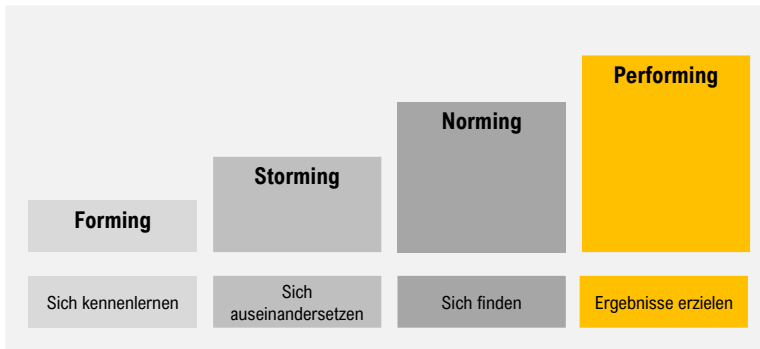 Performing
Norming
Storming
Forming
Sich kennenlernen
Sich
auseinandersetzen
Sich finden
Ergebnisse erzielen